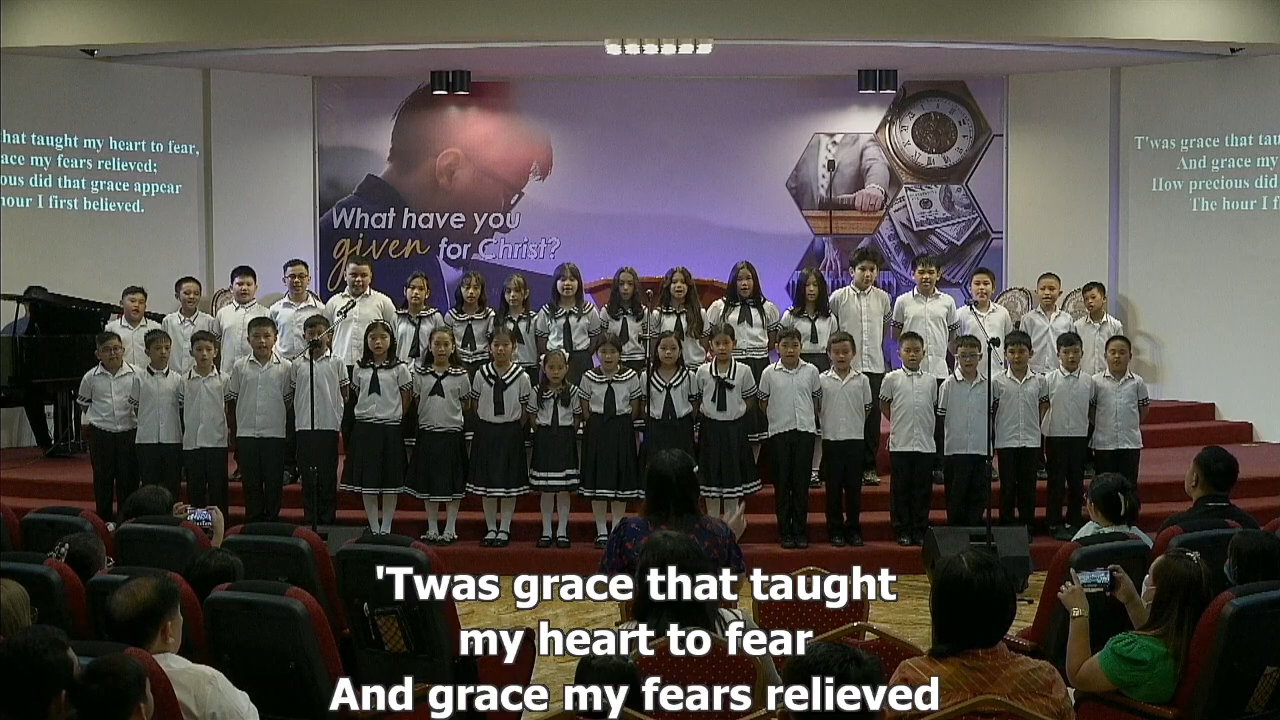 hat taught my heart to fear,
ace my fears relieved;
ous did that grace appear
hour I first believed.
What have you
given for Christ?
T'was grace that tau
And grace my
How precious did
The hour I f
'Twas grace that taught
my heart to fear
And grace my fears relieved